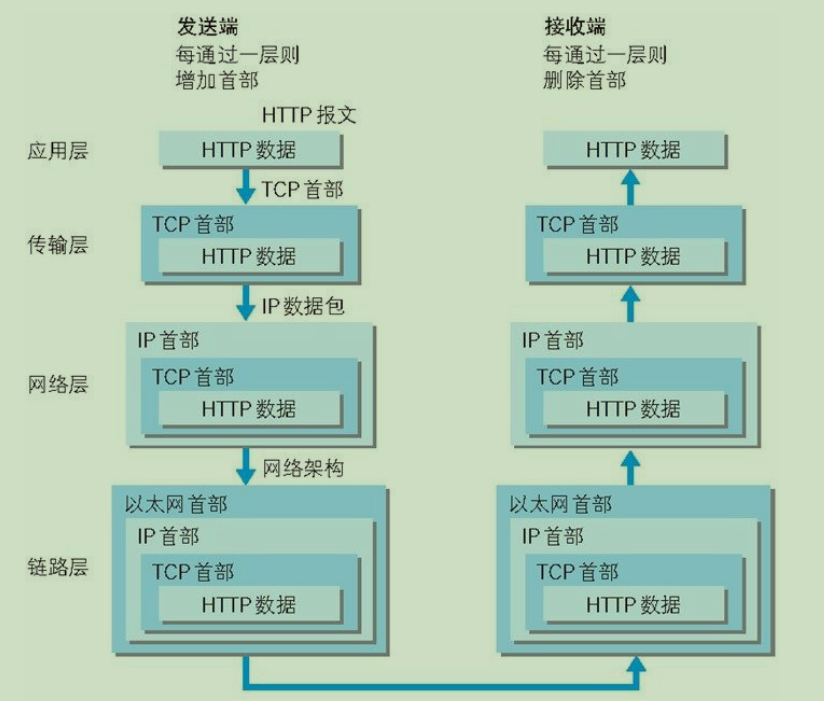 发送端
每通过一层则
增加首部
接收端
每通过一层则
删除首部
HTTP 报文
应用层
HTTP 数据
HTTP 数据
TCP 首部
传输层
TCP 首部
HTTP 数据
TCP 首部
HTTP 数据
IP 数据包
网络层
IP 首部
TCP 首部
HTTP 数据
IP 首部
TCP 首部
HTTP 数据
网络架构
链路层
以太网首部
IP 首部
TCP 首部
HTTP 数据
以太网首部
IP 首部
TCP 首部
HTTP 数据